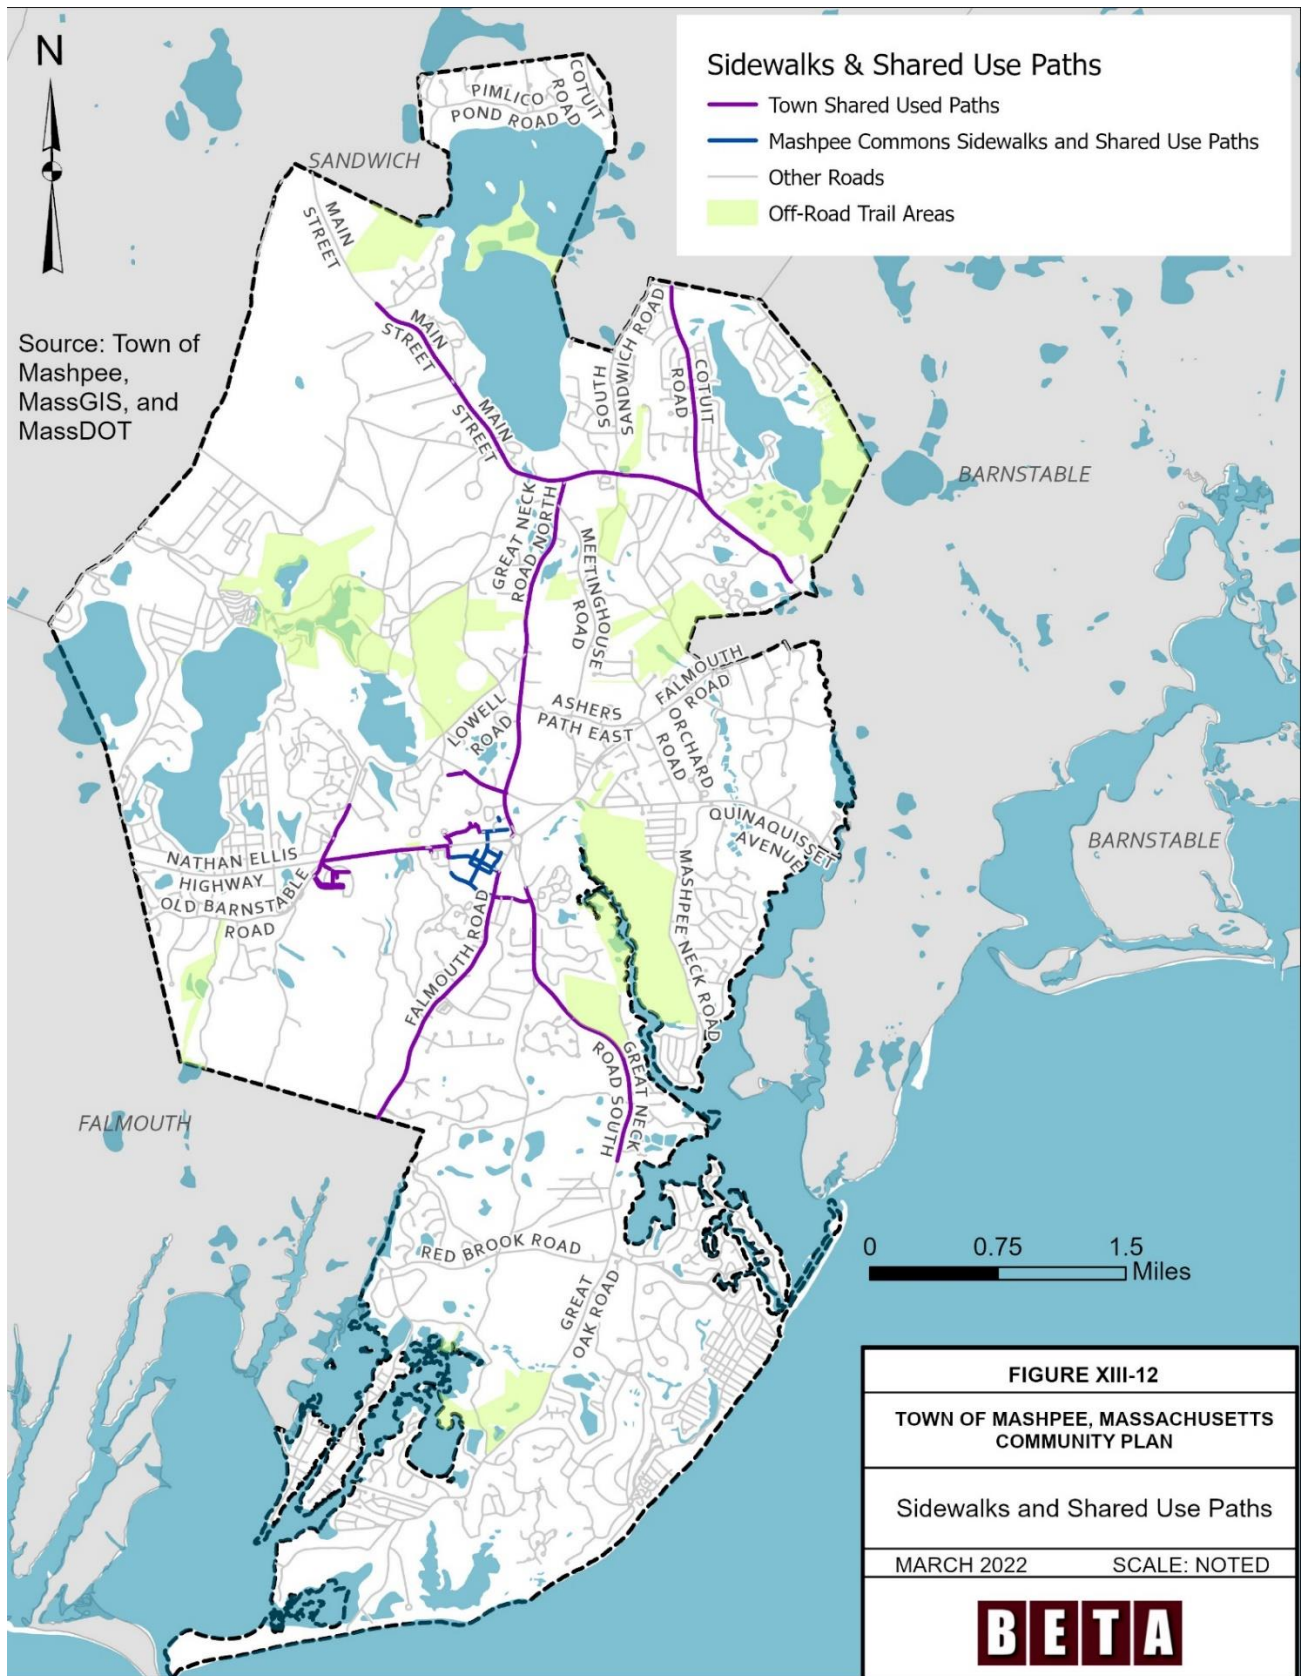 N
Sidewalks & Shared Use Paths
Town Shared Used Paths
Mashpee Commons Sidewalks and Shared Use Paths
Other Roads
Off-Road Trail Areas
Source: Town of
Mashpee,
MassGIS, and
MassDOT
PIMLICO
POND ROAD
COTUIT
ROAD
SANDWICH
MAIN
STREET
MAIN
STREET
MAIN
STREET
SOUTH
SANDWICH ROAD
COTUIT
ROAD
BARNSTABLE
GREAT NECK
ROAD NORTH
MEETINGHOUSE
ROAD
FALMOUTH
ROAD
ASHERS
PATH EAST
LOWELL
ROAD
ORCHARD
ROAD
QUINAQUISSET
AVENUE
BARNSTABLE
NATHAN ELLIS
HIGHWAY
OLD BARNSTABLE
ROAD
MASHPEE NECK ROAD
FALMOUTH ROAD
GREAT NECK
ROAD SOUTH
FALMOUTH
RED BROOK ROAD
GREAT
OAK ROAD
0 0.75 1.5
Miles
FIGURE XIII-12
TOWN OF MASHPEE, MASSACHUSETTS
COMMUNITY PLAN
Sidewalks and Shared Use Paths
MARCH 2022 SCALE: NOTED
BETA